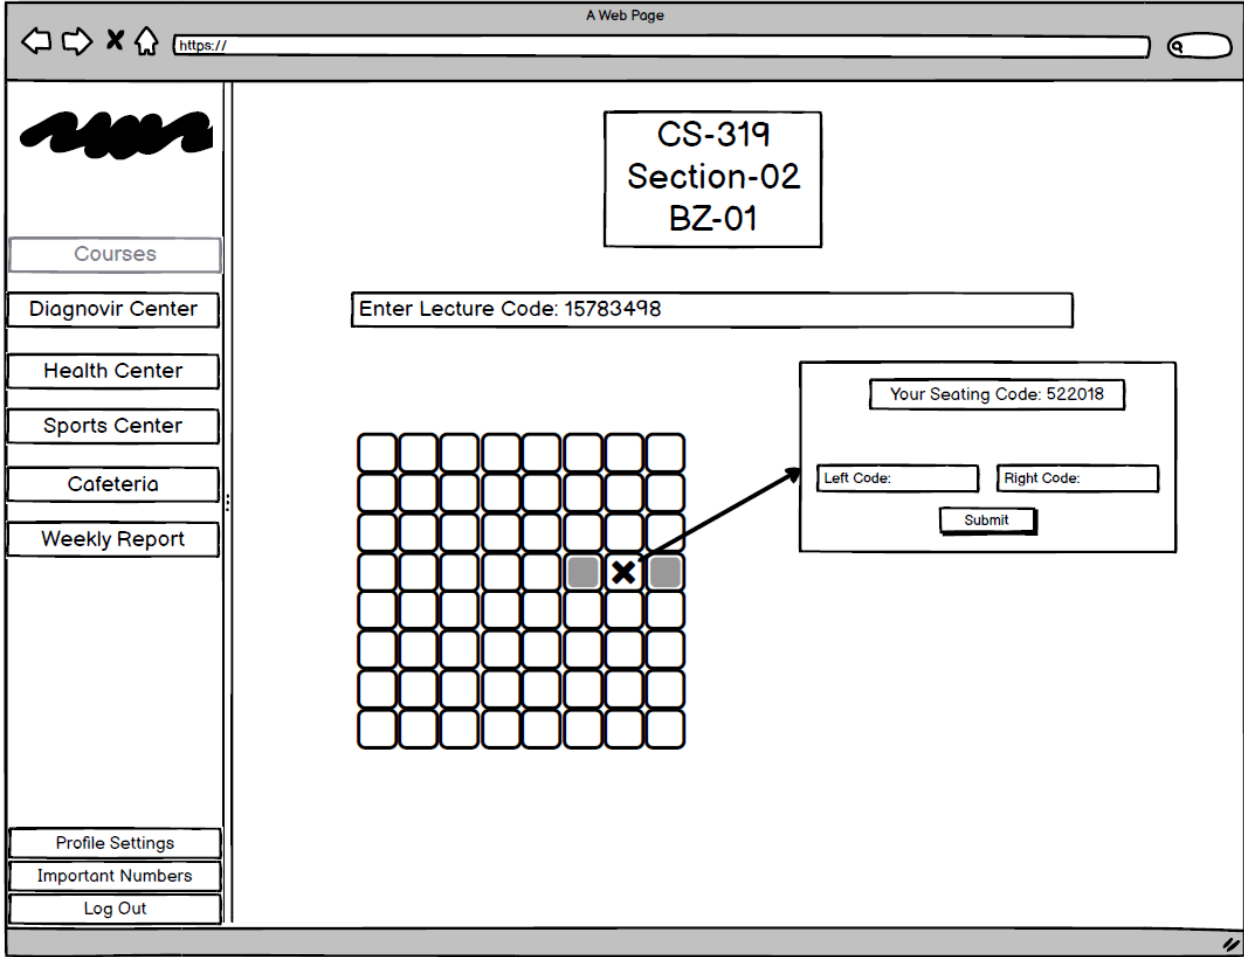 A Web Page
https://
CS-319
Section-02
BZ-01
Courses
Diagnovir Center
Health Center
Sports Center
Cafeteria
Weekly Report
Enter Lecture Code: 15783498
Your Seating Code: 522018
Left Code:
Right Code:
Submit
Profile Settings
Important Numbers
Log Out